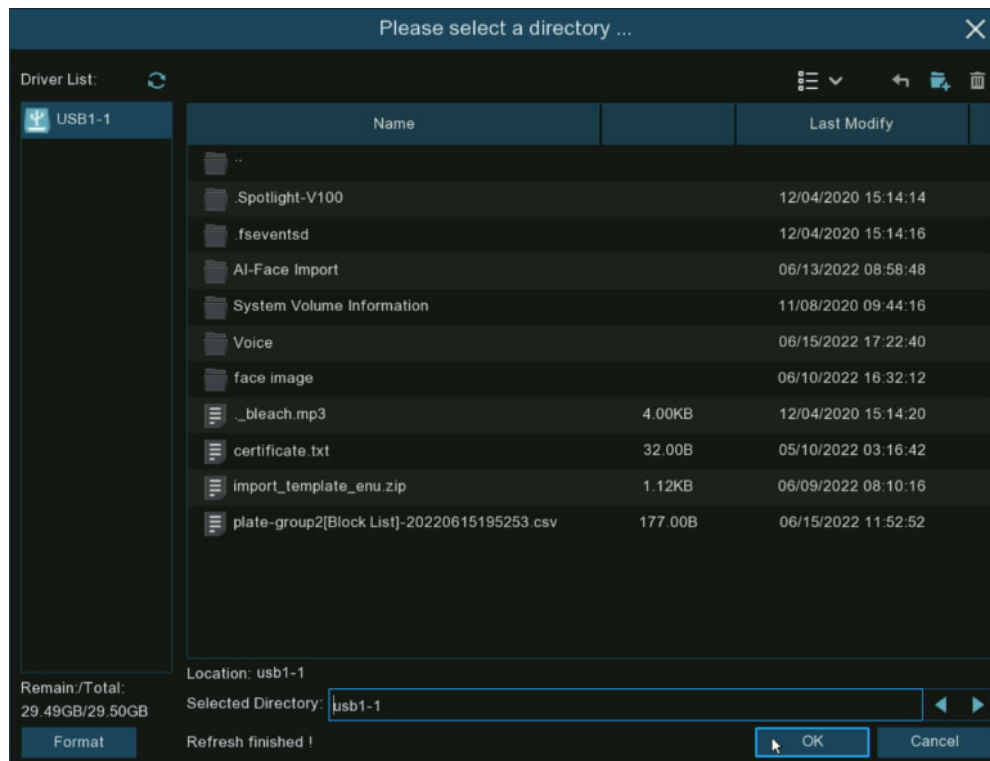 Please select a directory ...
Driver List:
USB1-1
Name Last Modify
..
.Spotlight-V100 12/04/2020 15:14:14
.fseventsd 12/04/2020 15:14:16
AI-Face Import 06/13/2022 08:58:48
System Volume Information 11/08/2020 09:44:16
Voice 06/15/2022 17:22:40
face image 06/10/2022 16:32:12
._bleach.mp3 4.00KB 12/04/2020 15:14:20
certificate.txt 32.00B 05/10/2022 03:16:42
import_template_enu.zip 1.12KB 06/09/2022 08:10:16
plate-group2[Block List]-20220615195253.csv 177.00B 06/15/2022 11:52:52
Location: usb1-1
Remain:/Total:
29.49GB/29.50GB
Selected Directory: usb1-1
Format Refresh finished ! OK Cancel